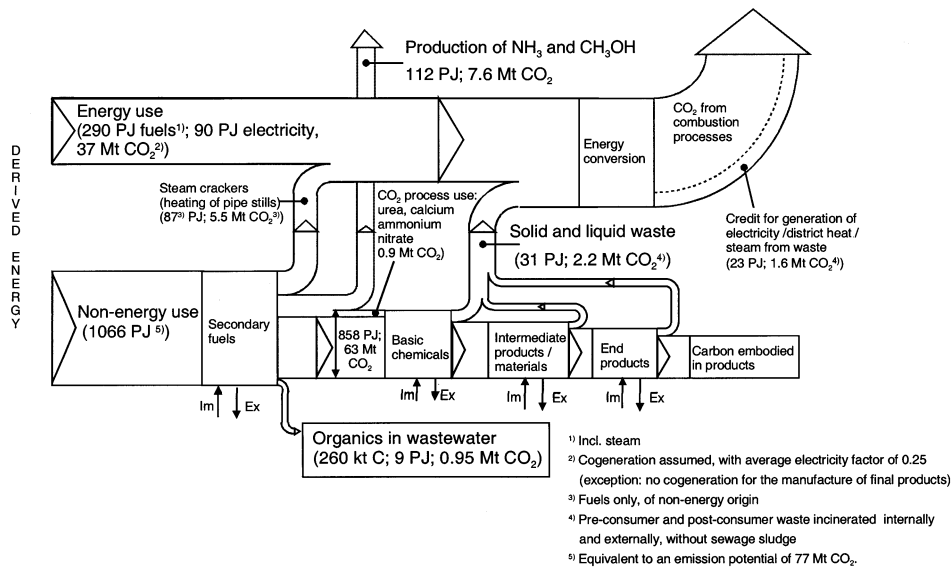 Production of NH3 and CH3OH
112 PJ; 7.6 Mt CO2
Energy use
(290 PJ fuels1); 90 PJ electricity,
37 Mt CO22))
CO2 from
combustion
processes
Energy
conversion
DERIVED ENERGY
Steam crackers
(heating of pipe stills)
(873) PJ; 5.5 Mt CO23))
CO2 process use:
urea, calcium
ammonium
nitrate
0.9 Mt CO2)
Solid and liquid waste
(31 PJ; 2.2 Mt CO24))
Credit for generation of
electricity /district heat /
steam from waste
(23 PJ; 1.6 Mt CO24))
Non-energy use
(1066 PJ 5))
Secondary
fuels
858 PJ;
63 Mt
CO2
Basic
chemicals
Intermediate
products /
materials
End
products
Carbon embodied
in products
Im Ex
Im Ex
Im Ex
Im Ex
Organics in wastewater
(260 kt C; 9 PJ; 0.95 Mt CO2)
1) Incl. steam
2) Cogeneration assumed, with average electricity factor of 0.25
(exception: no cogeneration for the manufacture of final products)
3) Fuels only, of non-energy origin
4) Pre-consumer and post-consumer waste incinerated internally
and externally, without sewage sludge
5) Equivalent to an emission potential of 77 Mt CO2.